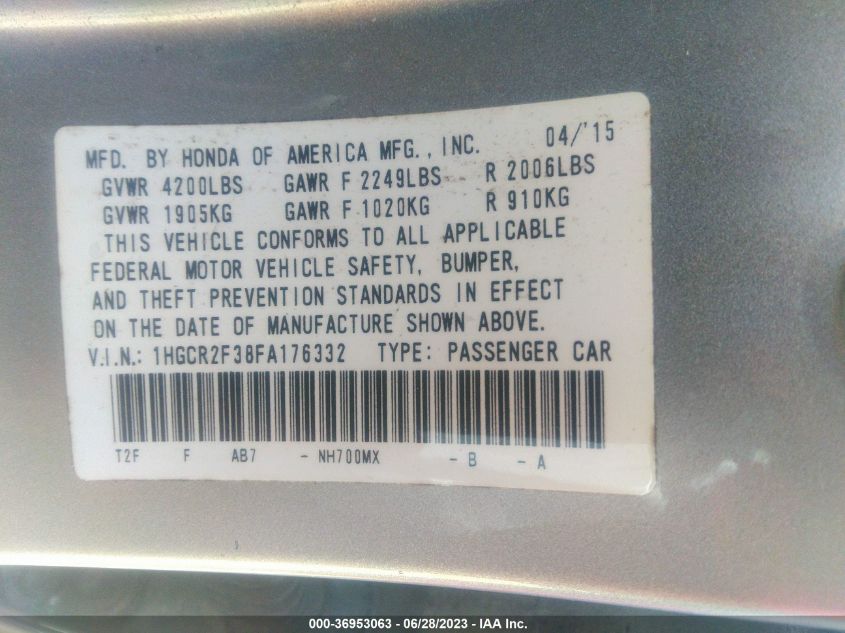 MFD. BY HONDA OF AMERICA MFG., INC. 04/'15
GVWR 4200LBS GAWR F 2249LBS R 2006LBS
GVWR 1905KG GAWR F 1020KG R 910KG
THIS VEHICLE CONFORMS TO ALL APPLICABLE
FEDERAL MOTOR VEHICLE SAFETY, BUMPER,
AND THEFT PREVENTION STANDARDS IN EFFECT
ON THE DATE OF MANUFACTURE SHOWN ABOVE.
V.I.N.: 1HGCR2F38FA176332 TYPE: PASSENGER CAR
T2F F AB7 - NH700MX - B - A
000-36953063 - 06/28/2023 - IAA Inc.